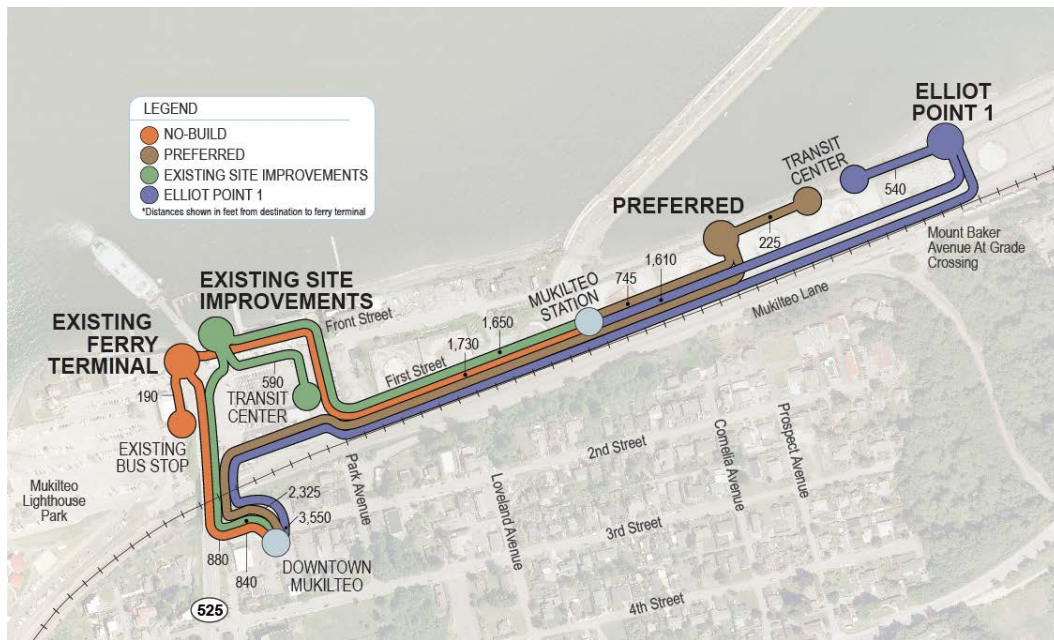 LEGEND
NO-BUILD
PREFERRED
EXISTING SITE IMPROVEMENTS
ELLIOT POINT 1
*Distances shown in feet from destination to ferry terminal
ELLIOT
POINT 1
TRANSIT
CENTER
540
PREFERRED
225
Mount Baker
Avenue At Grade
Crossing
MUKILTEO
STATION
745
1,610
Mukilteo Lane
EXISTING SITE
IMPROVEMENTS
Front Street
1,650
1,730
First Street
EXISTING
FERRY
TERMINAL
190
590
TRANSIT
CENTER
EXISTING
BUS STOP
Mukilteo
Lighthouse
Park
Park Avenue
Loveland Avenue
2nd Street
Cornelia Avenue
Prospect Avenue
3rd Street
4th Street
2,325
3,550
880
840
DOWNTOWN
MUKILTEO
525